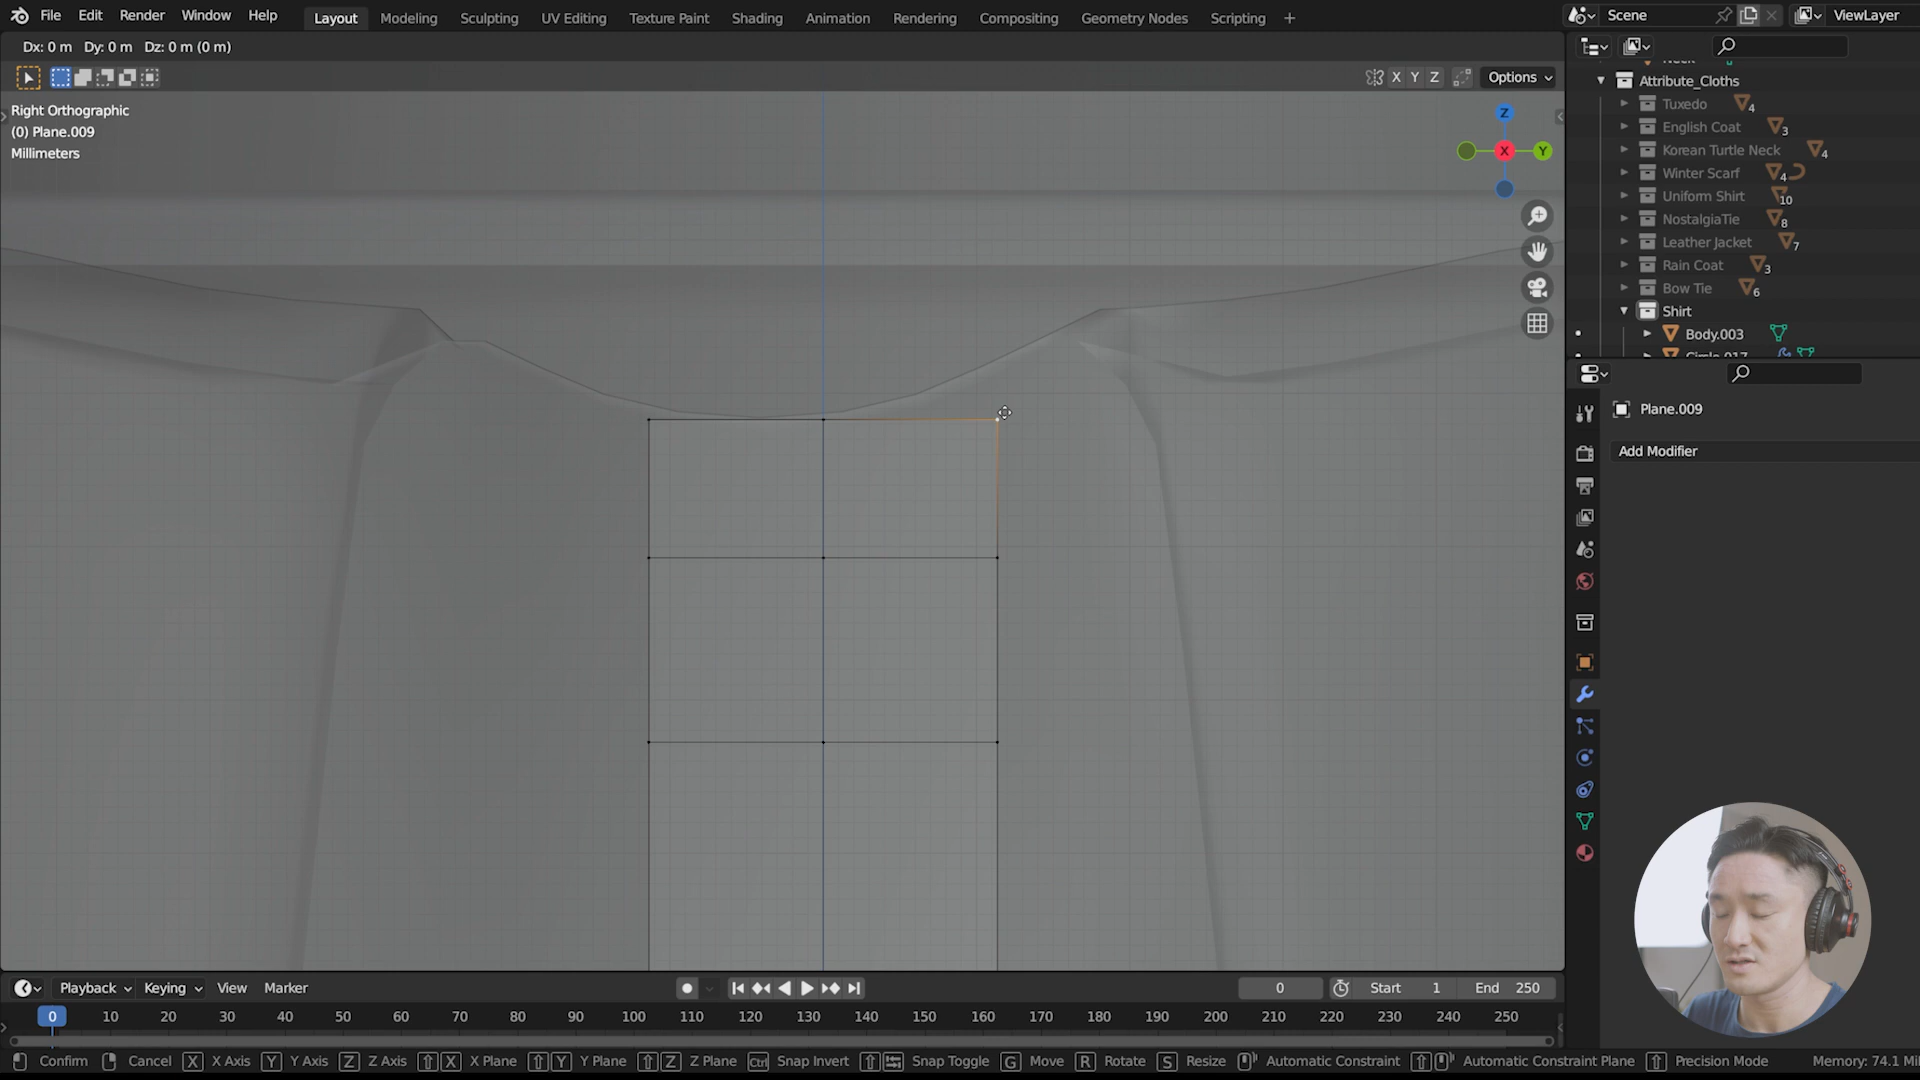 File Edit Render Window Help Layout Modeling Sculpting UV Editing Texture Paint Shading Animation Rendering Compositing Geometry Nodes Scripting + Scene ViewLayer
Dx: 0 m Dy: 0 m Dz: 0 m (0 m)
X Y Z Options
Right Orthographic
(0) Plane.009
Millimeters
Z
X
Y
Attribute_Cloths
Tuxedo 4
English Coat 3
Korean Turtle Neck 4
Winter Scarf 4
Uniform Shirt 10
NostalgiaTie 8
Leather Jacket 7
Rain Coat 3
Bow Tie 6
Shirt
Body.003
Circle.017
Plane.009
Add Modifier
Playback Keying View Marker 0 Start 1 End 250
0 10 20 30 40 50 60 70 80 90 100 110 120 130 140 150 160 170 180 190 200 210 220 230 240 250
Confirm Cancel X X Axis Y Y Axis Z Z Axis X X Plane Y Y Plane Z Z Plane Ctrl Snap Invert Snap Toggle G Move R Rotate S Resize Automatic Constraint Automatic Constraint Plane Precision Mode Memory: 74.1 Mi